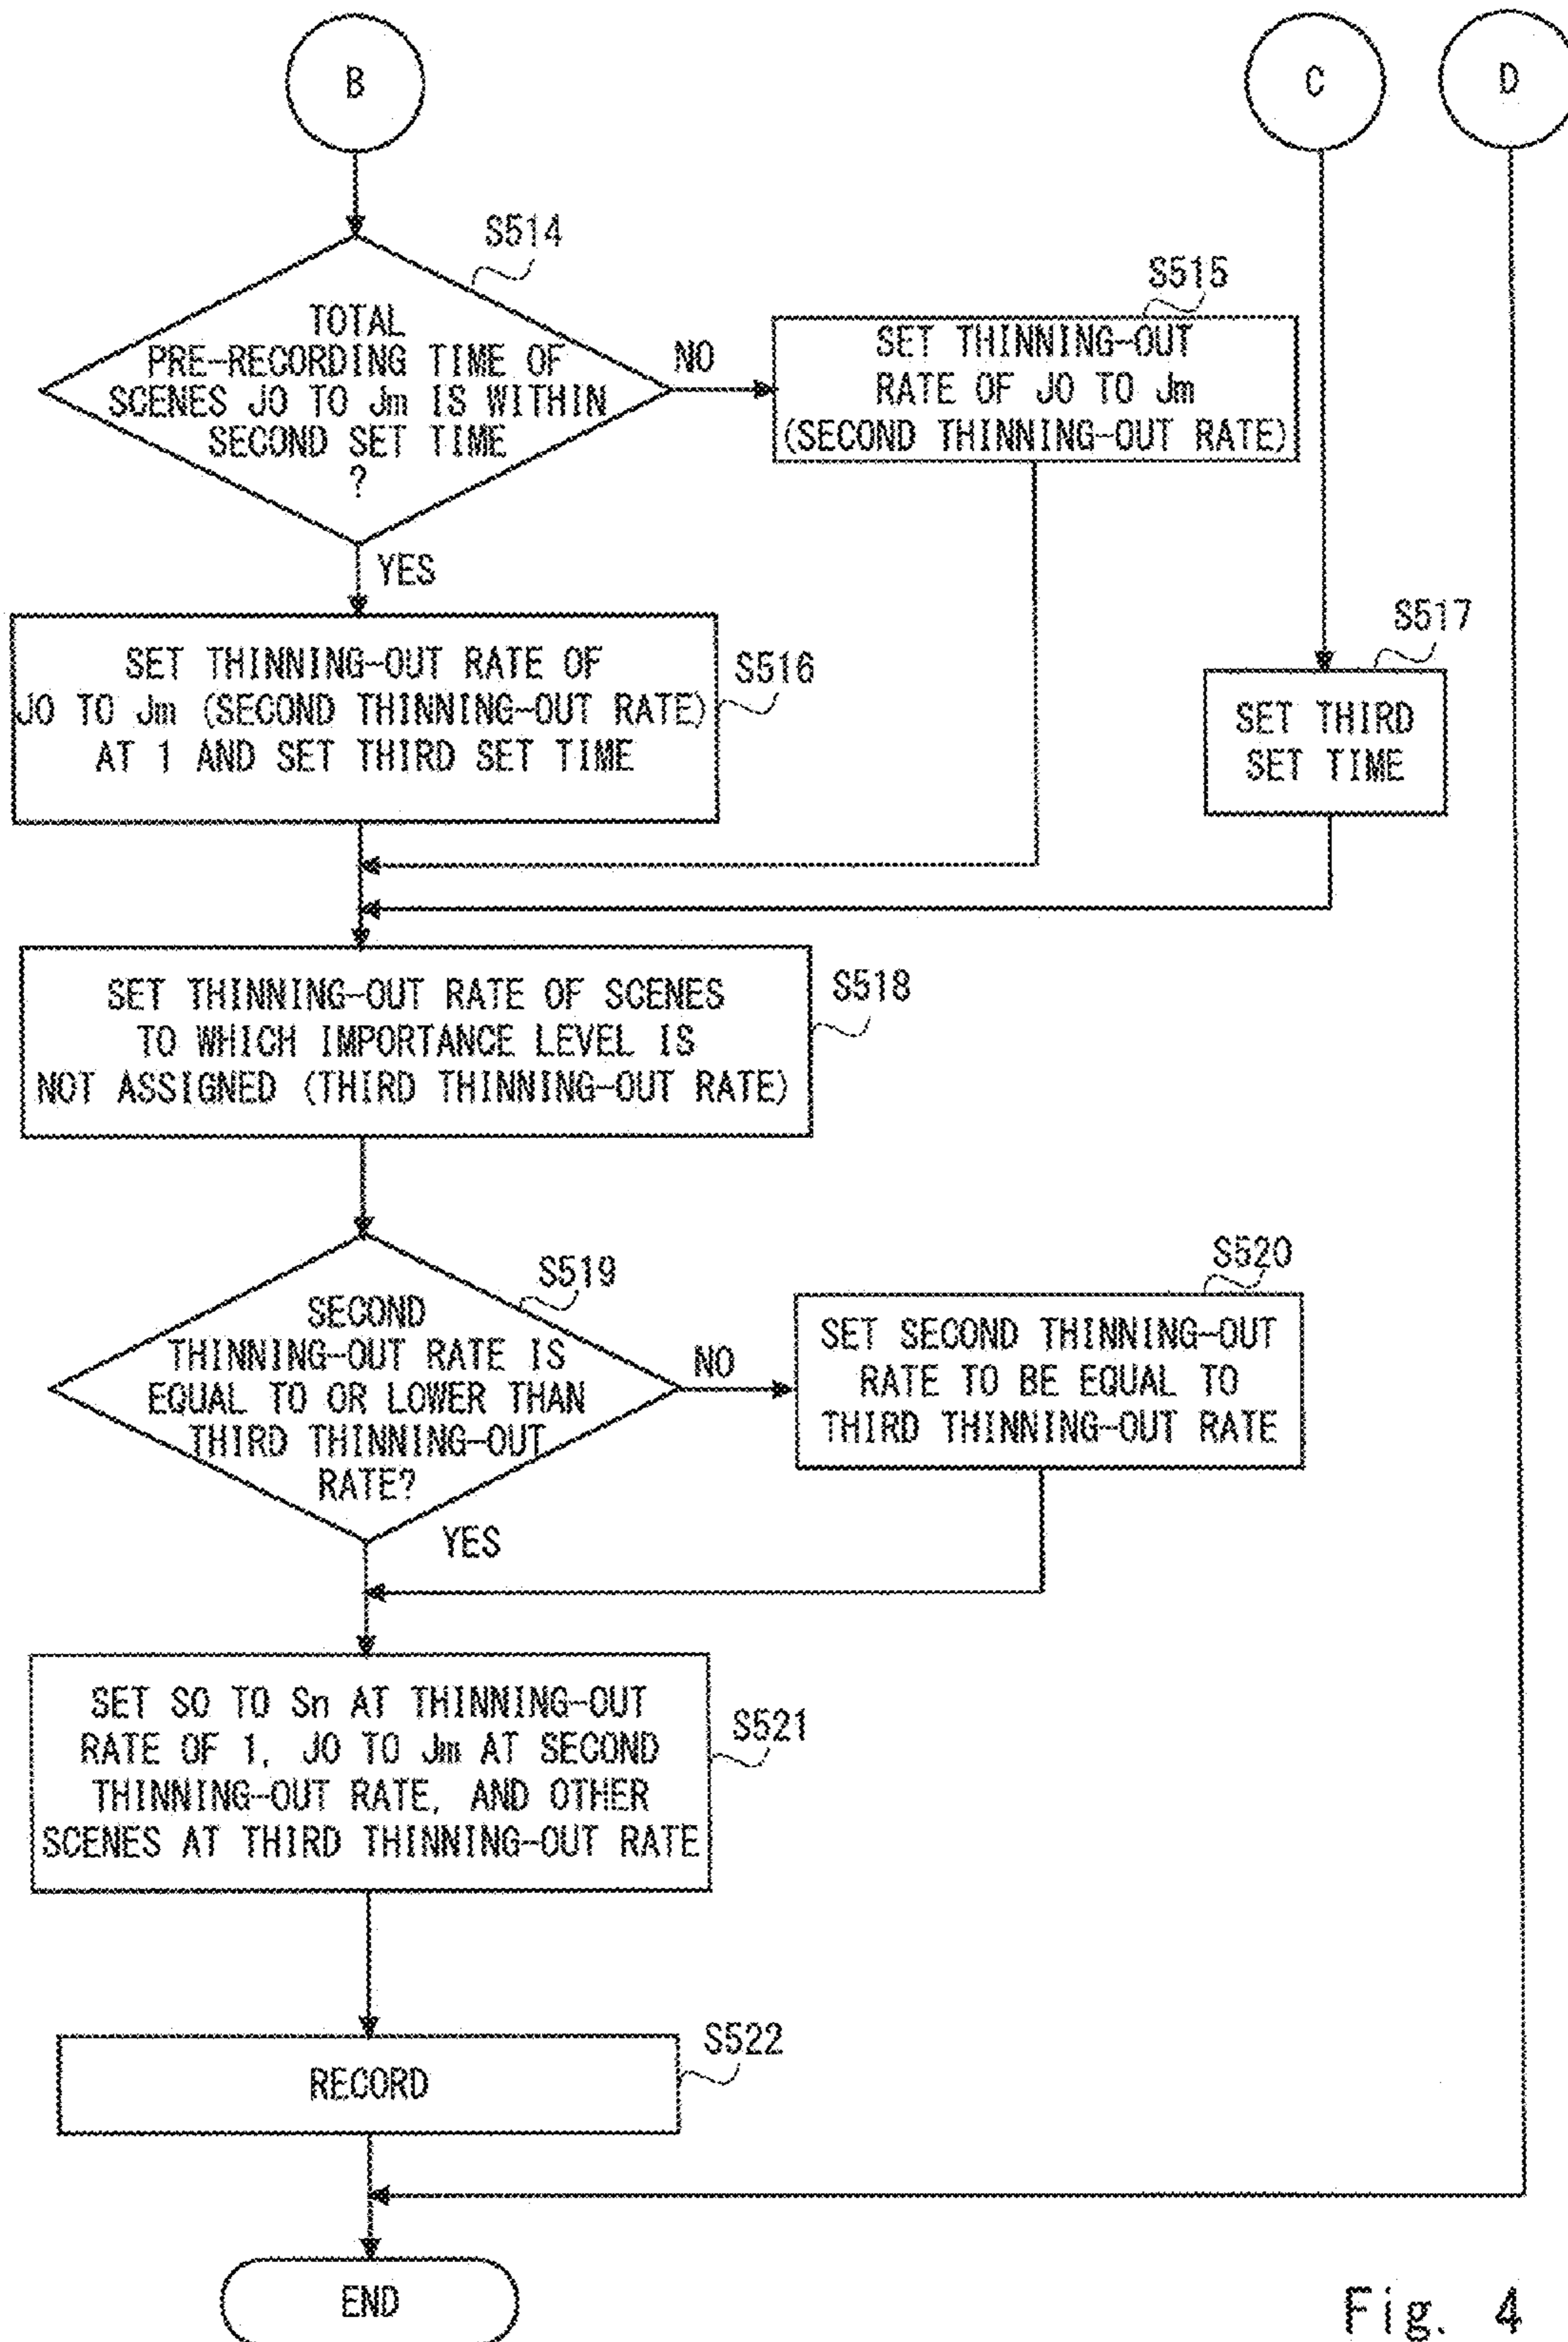 B
C
D
S514
TOTAL
PRE-RECORDING TIME OF
SCENES J0 TO Jm IS WITHIN
SECOND SET TIME
?
NO
YES
S515
SET THINNING-OUT
RATE OF J0 TO Jm
(SECOND THINNING-OUT RATE)
S516
SET THINNING-OUT RATE OF
J0 TO Jm (SECOND THINNING-OUT RATE)
AT 1 AND SET THIRD SET TIME
S517
SET THIRD
SET TIME
S518
SET THINNING-OUT RATE OF SCENES
TO WHICH IMPORTANCE LEVEL IS
NOT ASSIGNED (THIRD THINNING-OUT RATE)
S519
SECOND
THINNING-OUT RATE IS
EQUAL TO OR LOWER THAN
THIRD THINNING-OUT
RATE?
NO
YES
S520
SET SECOND THINNING-OUT
RATE TO BE EQUAL TO
THIRD THINNING-OUT RATE
S521
SET S0 TO Sn AT THINNING-OUT
RATE OF 1, J0 TO Jm AT SECOND
THINNING-OUT RATE, AND OTHER
SCENES AT THIRD THINNING-OUT RATE
S522
RECORD
END
Fig. 4